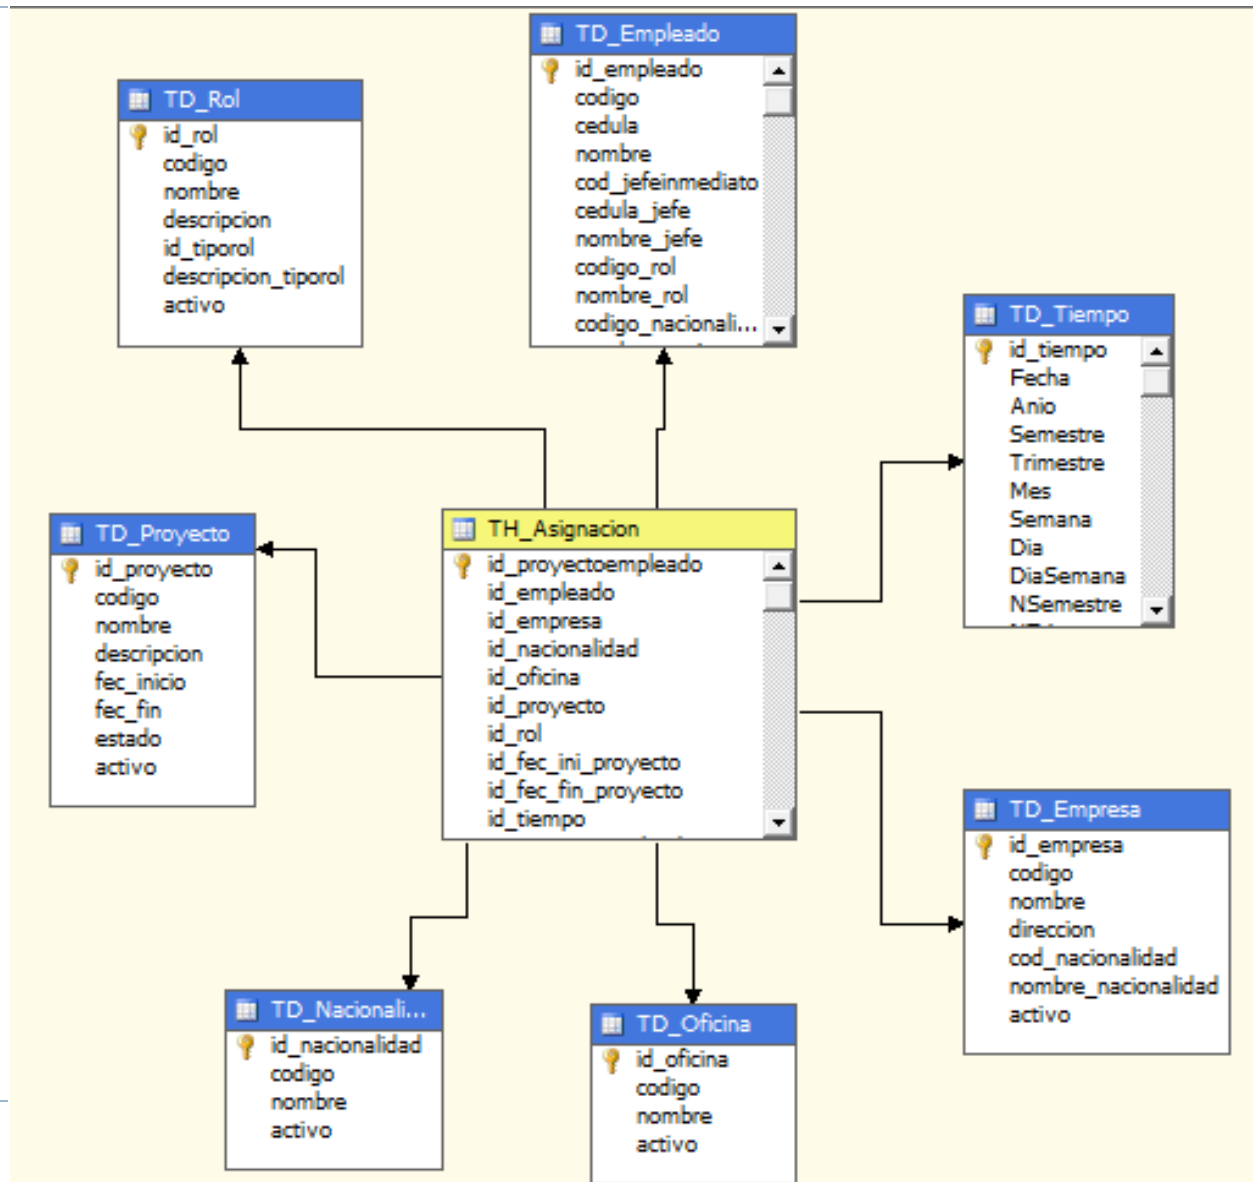 TD_Empleado
id_empleado
codigo
cedula
nombre
cod_jefeinmediato
cedula_jefe
nombre_jefe
codigo_rol
nombre_rol
codigo_nacionali...
TD_Rol
id_rol
codigo
nombre
descripcion
id_tiporol
descripcion_tiporol
activo
TD_Tiempo
id_tiempo
Fecha
Anio
Semestre
Trimestre
Mes
Semana
Dia
DiaSemana
NSemestre
TD_Proyecto
id_proyecto
codigo
nombre
descripcion
fec_inicio
fec_fin
estado
activo
TH_Asignacion
id_proyectoempleado
id_empleado
id_empresa
id_nacionalidad
id_oficina
id_proyecto
id_rol
id_fec_ini_proyecto
id_fec_fin_proyecto
id_tiempo
TD_Empresa
id_empresa
codigo
nombre
direccion
cod_nacionalidad
nombre_nacionalidad
activo
TD_Nacionali...
id_nacionalidad
codigo
nombre
activo
TD_Oficina
id_oficina
codigo
nombre
activo